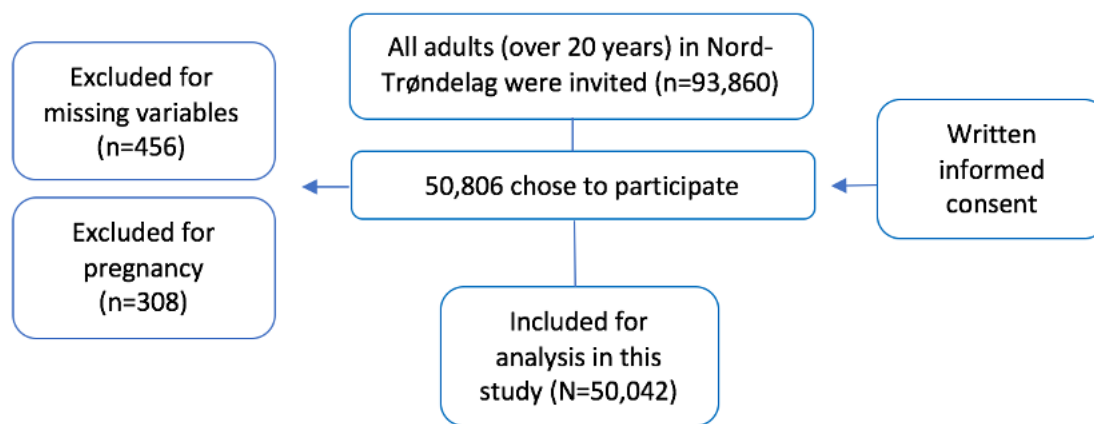 All adults (over 20 years) in Nord-
Trøndelag were invited (n=93,860)
Excluded for
missing variables
(n=456)
50,806 chose to participate
Written
informed
consent
Excluded for
pregnancy
(n=308)
Included for
analysis in this
study (N=50,042)